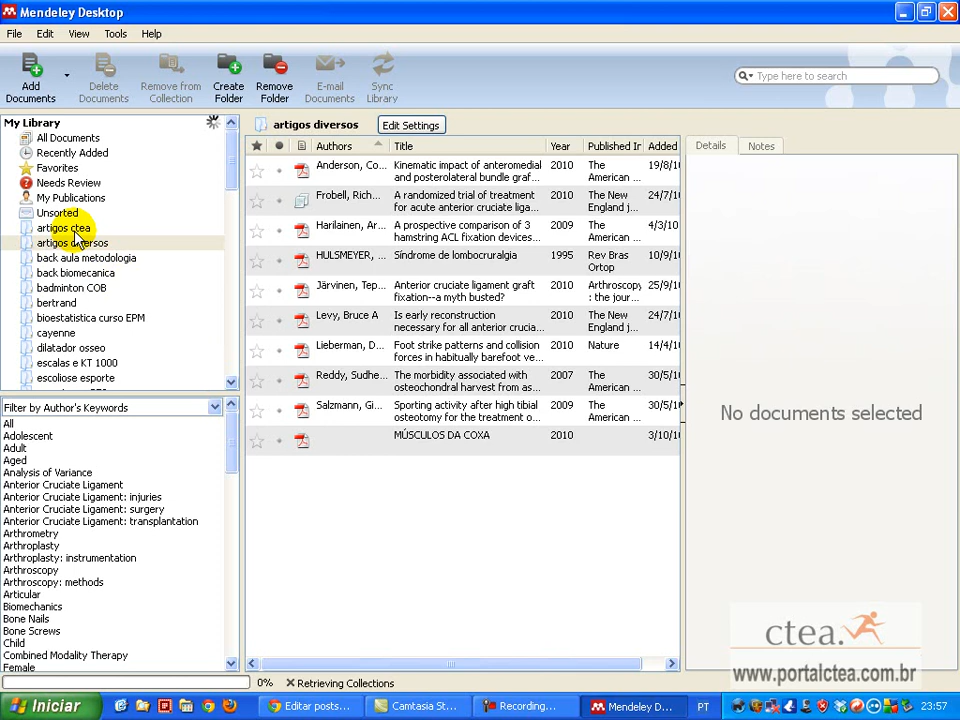 Mendeley Desktop
File Edit View Tools Help
Add Documents
Delete Documents
Remove from Collection
Create Folder
Remove Folder
E-mail Documents
Sync Library
Type here to search
My Library
All Documents
Recently Added
Favorites
Needs Review
My Publications
Unsorted
artigos ctea
artigos diversos
back aula metodologia
back biomecanica
badminton COB
bertrand
bioestatistica curso EPM
cayenne
dilatador osseo
escalas e KT 1000
escoliose esporte
Filter by Author's Keywords
All
Adolescent
Adult
Aged
Analysis of Variance
Anterior Cruciate Ligament
Anterior Cruciate Ligament: injuries
Anterior Cruciate Ligament: surgery
Anterior Cruciate Ligament: transplantation
Arthrometry
Arthroplasty
Arthroplasty: instrumentation
Arthroscopy
Arthroscopy: methods
Articular
Biomechanics
Bone Nails
Bone Screws
Child
Combined Modality Therapy
Female
artigos diversos Edit Settings
Authors Title Year Published In Added
Anderson, Co... Kinematic impact of anteromedial 2010 The 19/8/1
and posterolateral bundle graf... American ...
Frobell, Rich... A randomized trial of treatment 2010 The New 24/7/1
for acute anterior cruciate liga... England j...
Harilainen, Ar... A prospective comparison of 3 2009 The 4/3/10
hamstring ACL fixation devices... American ...
HULSMEYER, ... Síndrome de lombocruralgia 1995 Rev Bras 10/9/1
Ortop
Järvinen, Tep... Anterior cruciate ligament graft 2010 Arthroscopy 25/9/1
fixation--a myth busted? : the jour...
Levy, Bruce A Is early reconstruction 2010 The New 24/7/1
necessary for all anterior crucia... England j...
Lieberman, D... Foot strike patterns and collision 2010 Nature 14/4/1
forces in habitually barefoot ve...
Reddy, Sudhe... The morbidity associated with 2007 The 30/5/1
osteochondral harvest from as... American ...
Salzmann, Gi... Sporting activity after high tibial 2009 The 30/5/1
osteotomy for the treatment o... American ...
MÚSCULOS DA COXA 2010 3/10/1
Details Notes
No documents selected
ctea.
www.portalctea.com.br
0% Retrieving Collections
Iniciar
Editar posts...
Camtasia St...
Recording...
Mendeley D...
PT
23:57